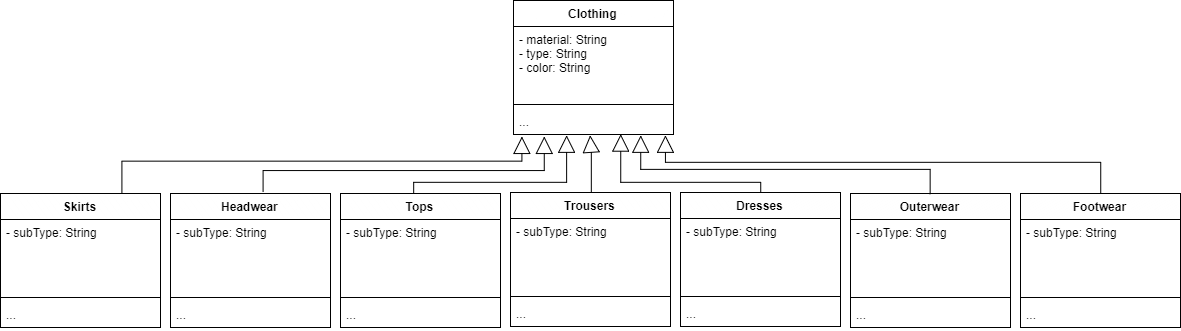 Clothing
- material: String
- type: String
- color: String
...
Skirts
- subType: String
...
Headwear
- subType: String
...
Tops
- subType: String
...
Trousers
- subType: String
...
Dresses
- subType: String
...
Outerwear
- subType: String
...
Footwear
- subType: String
...